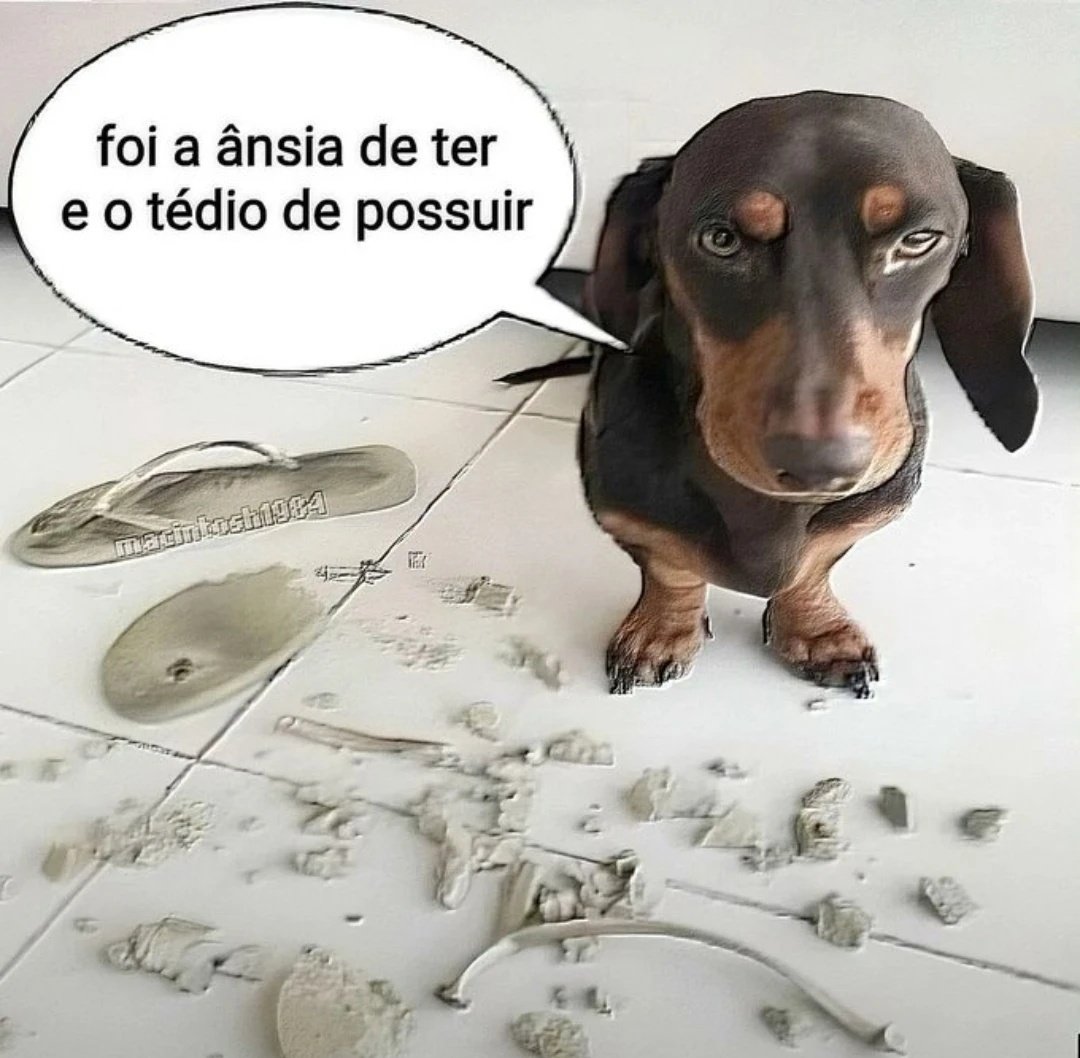 foi a ânsia de ter
e o tédio de possuir
macintosh1984